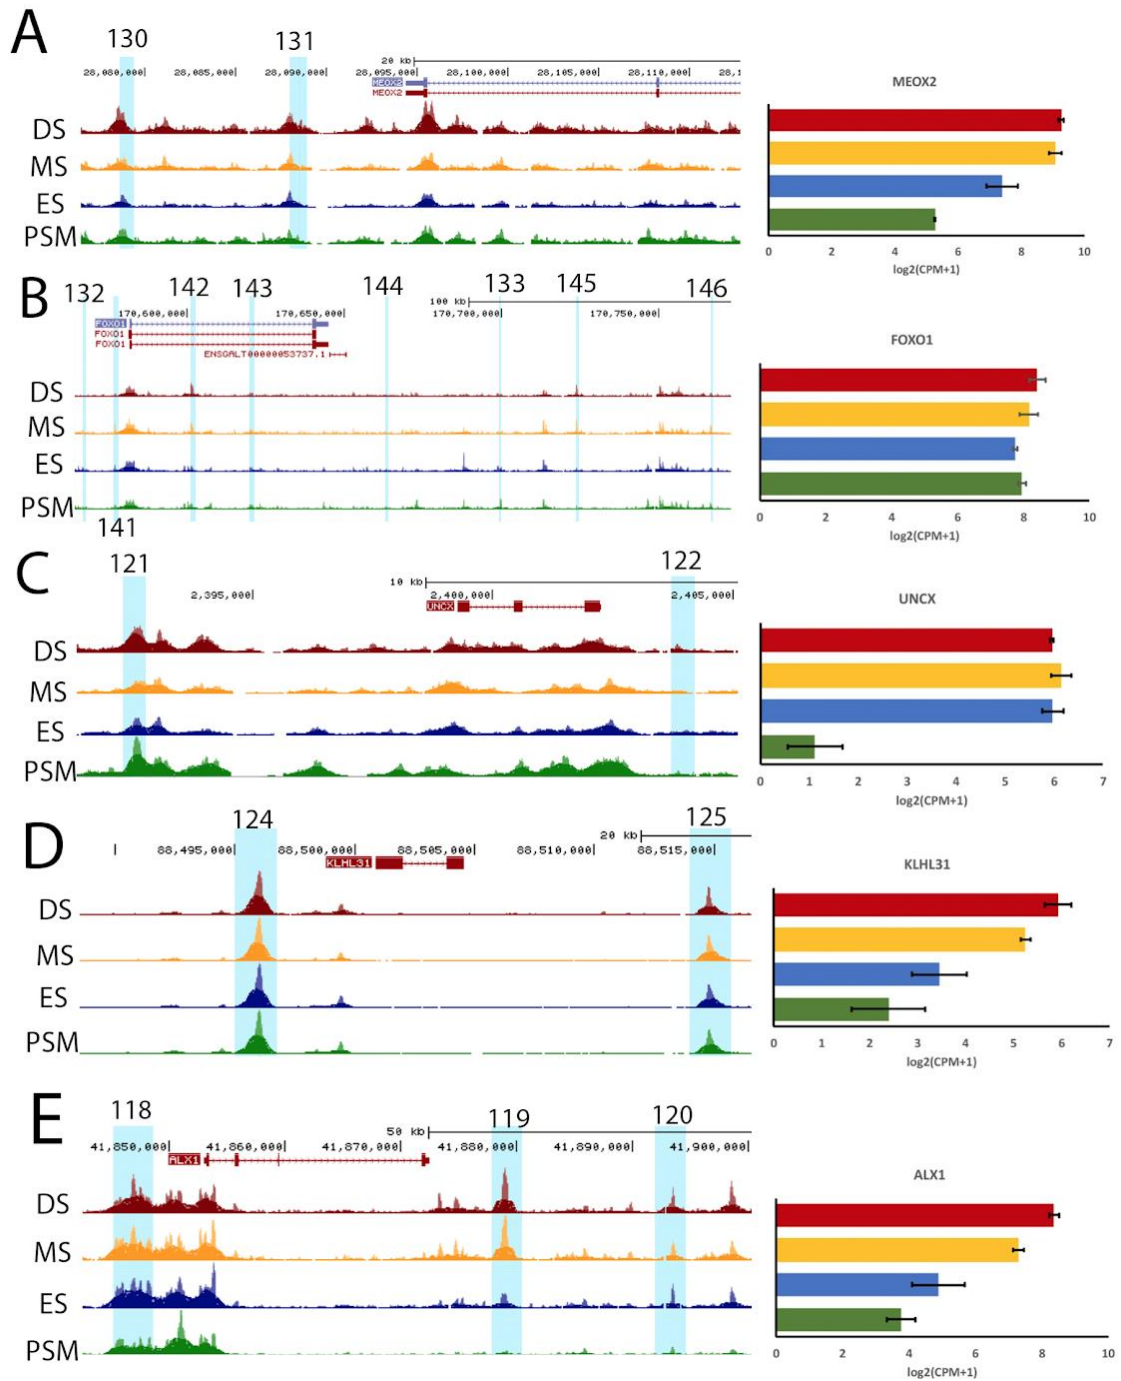 A
130 131
20 kb
28,080,000 28,085,000 28,090,000 28,095,000 28,100,000 28,105,000 28,110,000 28,1
MEOX2
MEOX2
DS
MS
ES
PSM
MEOX2
0 2 4 6 8 10
log2(CPM+1)
B
132 142 143 144 133 145 146
100 kb
170,600,000 170,650,000 170,700,000 170,750,000
FOXO1
FOXO1
FOXO1
ENSGALT00000053737.1
DS
MS
ES
PSM
141
FOXO1
0 2 4 6 8 10
log2(CPM+1)
C
121 122
10 kb
2,395,000 2,400,000 2,405,000
UNCX
DS
MS
ES
PSM
UNCX
0 1 2 3 4 5 6 7
log2(CPM+1)
D
124 125
20 kb
88,495,000 88,500,000 88,505,000 88,510,000 88,515,000
KLHL31
DS
MS
ES
PSM
KLHL31
0 1 2 3 4 5 6 7
log2(CPM+1)
E
118 119 120
50 kb
41,850,000 41,860,000 41,870,000 41,880,000 41,890,000 41,900,000
ALX1
DS
MS
ES
PSM
ALX1
0 2 4 6 8 10
log2(CPM+1)